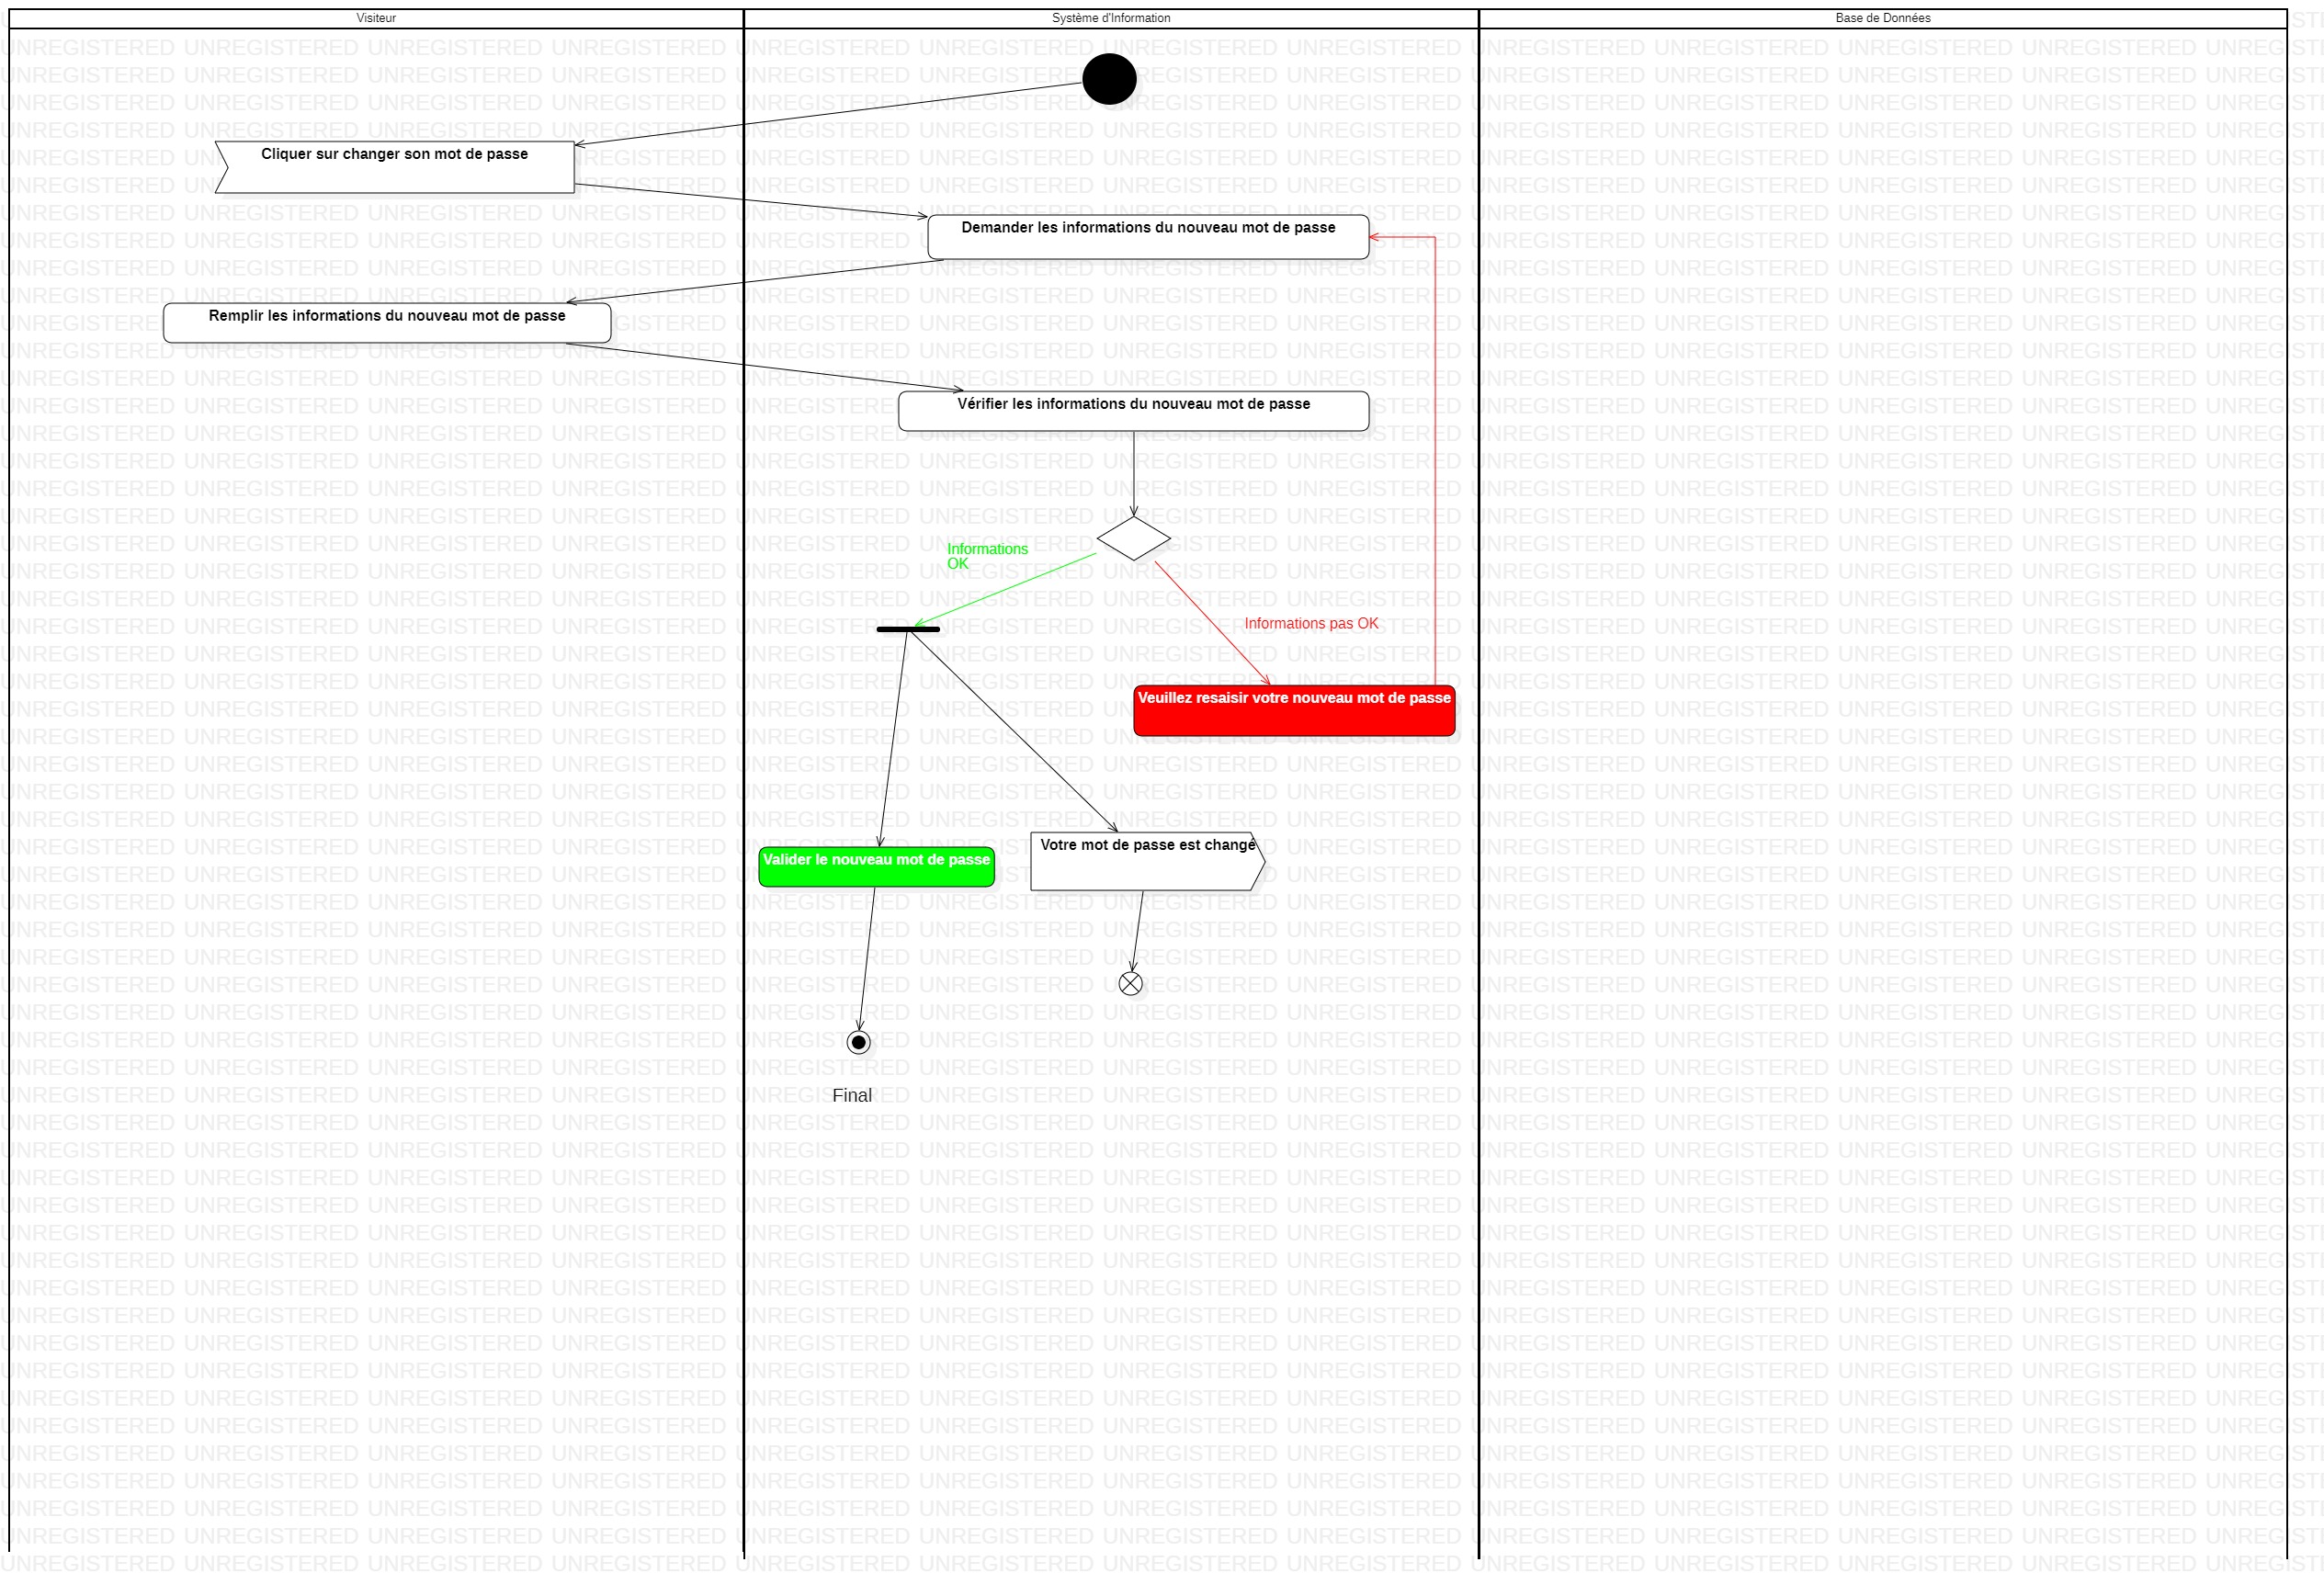 Visiteur
Système d'Information
Base de Données
Cliquer sur changer son mot de passe
Demander les informations du nouveau mot de passe
Remplir les informations du nouveau mot de passe
Vérifier les informations du nouveau mot de passe
Informations
OK
Informations pas OK
Veuillez resaisir votre nouveau mot de passe
Votre mot de passe est changé
Valider le nouveau mot de passe
Final
UNREGISTERED